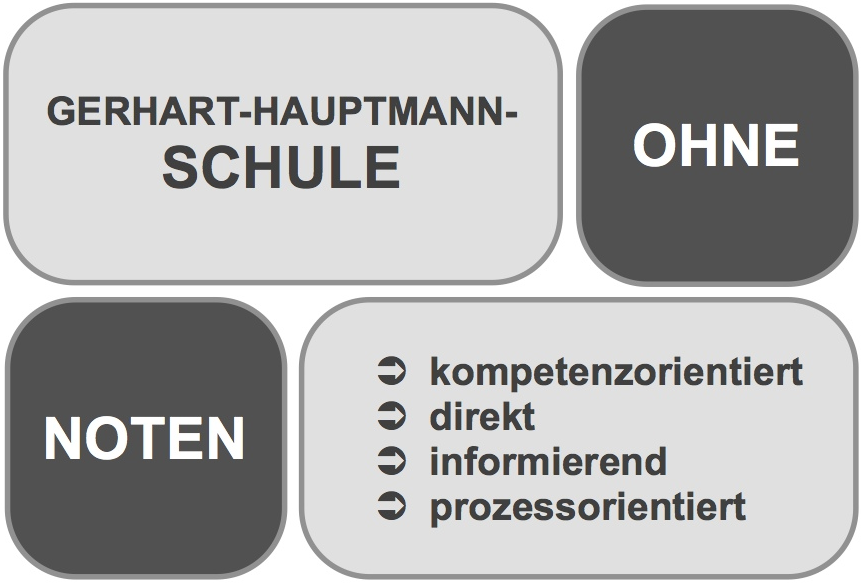 GERHART-HAUPTMANN-
SCHULE
OHNE
NOTEN
➲ kompetenzorientiert
➲ direkt
➲ informierend
➲ prozessorientiert